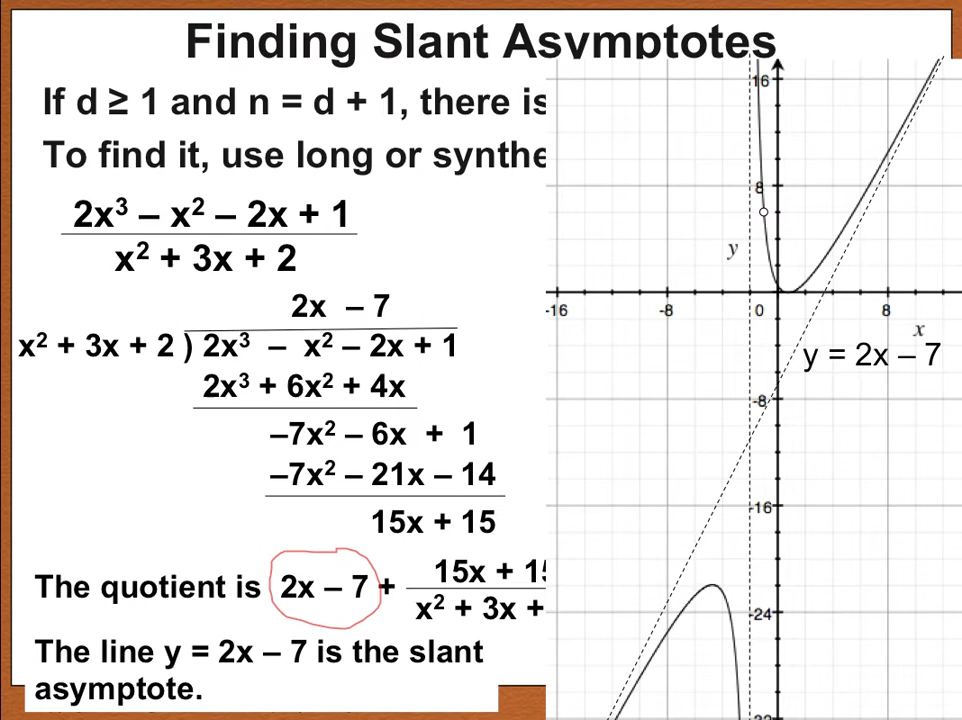 Finding Slant Asymptotes
If d ≥ 1 and n = d + 1, there is
To find it, use long or synthe
2x³ – x² – 2x + 1
x² + 3x + 2
2x – 7
x² + 3x + 2 ) 2x³ – x² – 2x + 1
2x³ + 6x² + 4x
–7x² – 6x + 1
–7x² – 21x – 14
15x + 15
The quotient is 2x – 7 + 15x + 15
x² + 3x +
The line y = 2x – 7 is the slant
asymptote.
16
8
y
-16 -8 0 8
x
y = 2x – 7
-8
-16
-24
-32